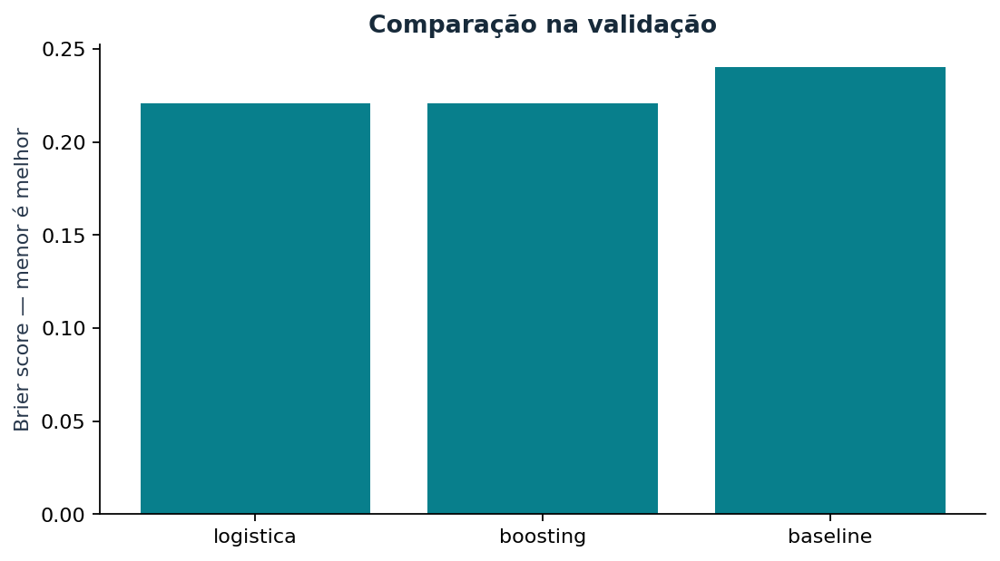 Comparação na validação
Brier score — menor é melhor
0.25
0.20
0.15
0.10
0.05
0.00
logistica
boosting
baseline